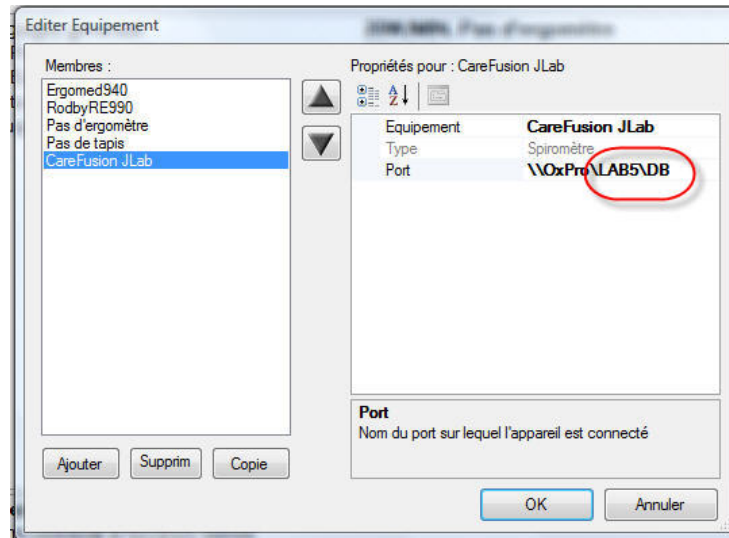 Editer Equipement
Membres :
Ergomed940
RodbyRE990
Pas d'ergomètre
Pas de tapis
CareFusion JLab
Ajouter Supprim Copie
Propriétés pour : CareFusion JLab
Equipement CareFusion JLab
Type Spiromètre
Port \\OxPro\LAB5\DB
Port
Nom du port sur lequel l'appareil est connecté
OK Annuler